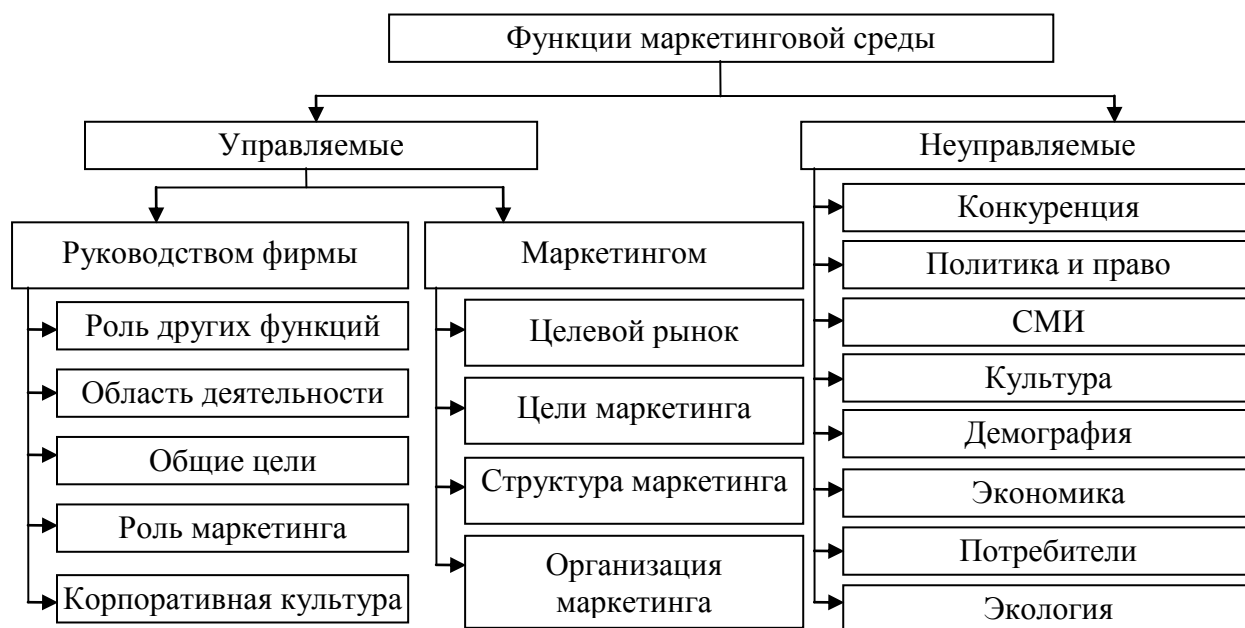 Функции маркетинговой среды
Управляемые
Неуправляемые
Руководством фирмы
Роль других функций
Область деятельности
Общие цели
Роль маркетинга
Корпоративная культура
Маркетингом
Целевой рынок
Цели маркетинга
Структура маркетинга
Организация
маркетинга
Конкуренция
Политика и право
СМИ
Культура
Демография
Экономика
Потребители
Экология